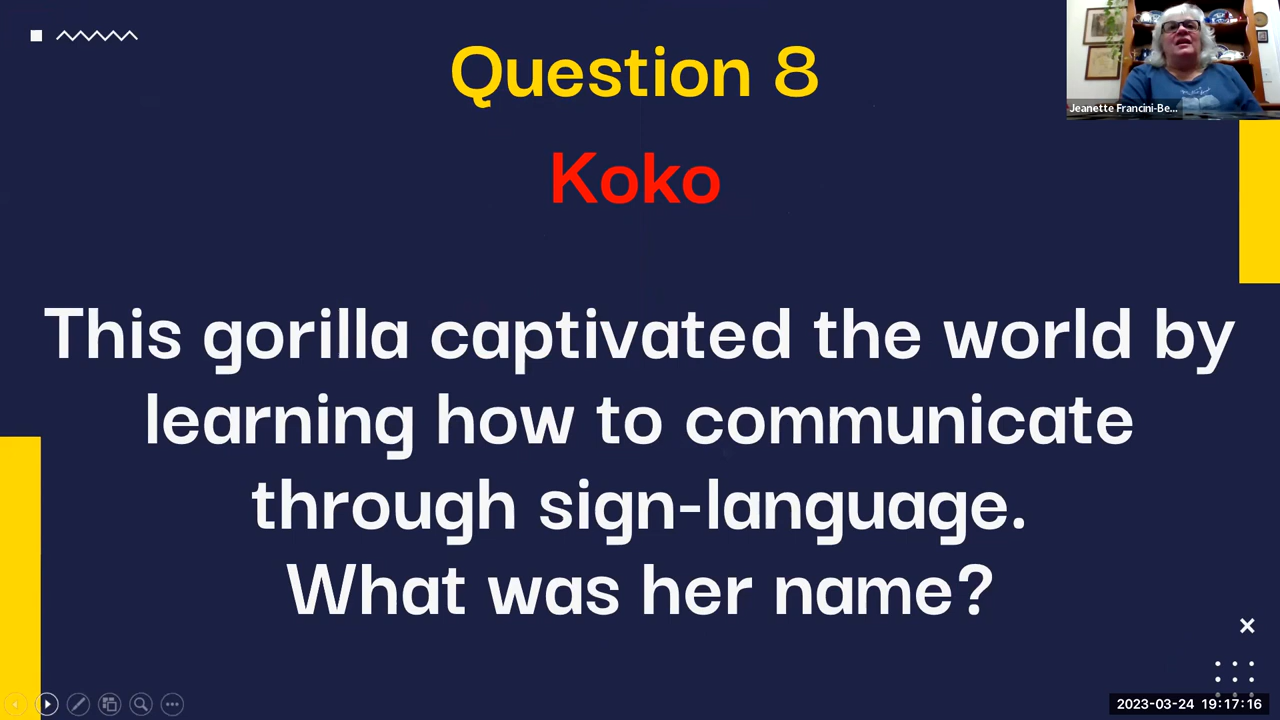 Question 8
Koko
This gorilla captivated the world by
learning how to communicate
through sign-language.
What was her name?
Jeanette Francini-Be...
2023-03-24 19:17:16